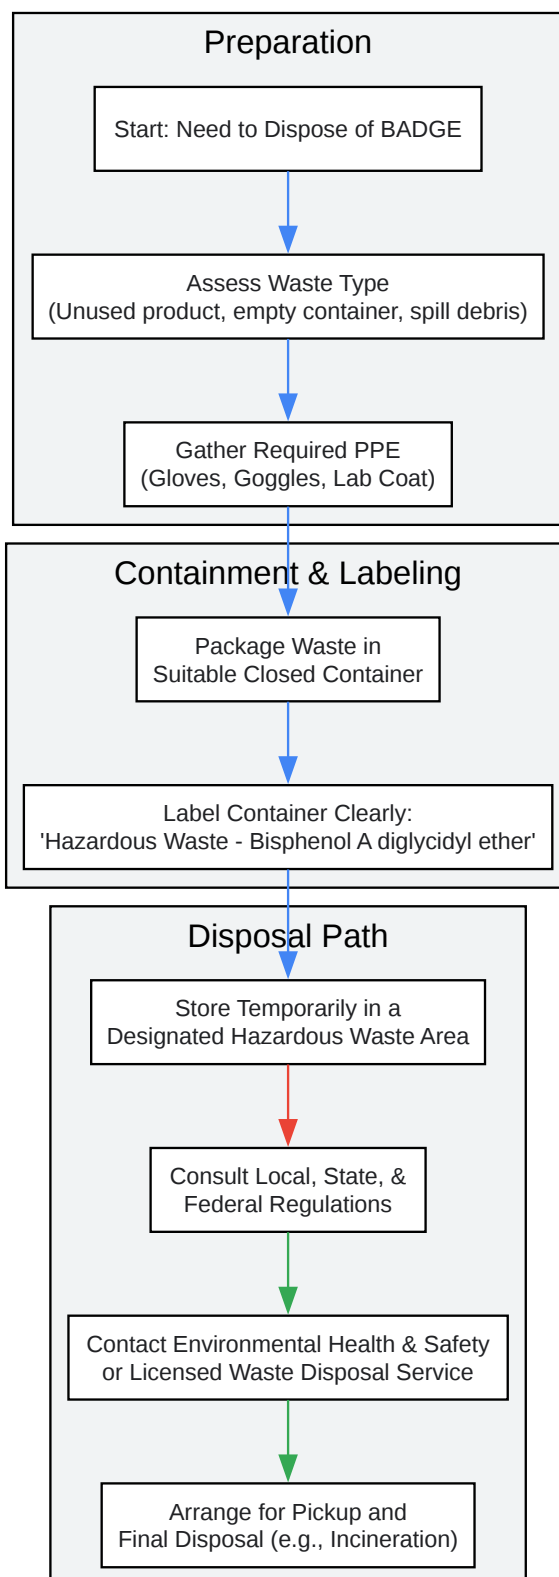 Preparation
Start: Need to Dispose of BADGE
Assess Waste Type
(Unused product, empty container, spill debris)
Gather Required PPE
(Gloves, Goggles, Lab Coat)
Containment & Labeling
Package Waste in
Suitable Closed Container
Label Container Clearly:
'Hazardous Waste - Bisphenol A diglycidyl ether'
Disposal Path
Store Temporarily in a
Designated Hazardous Waste Area
Consult Local, State, &
Federal Regulations
Contact Environmental Health & Safety
or Licensed Waste Disposal Service
Arrange for Pickup and
Final Disposal (e.g., Incineration)